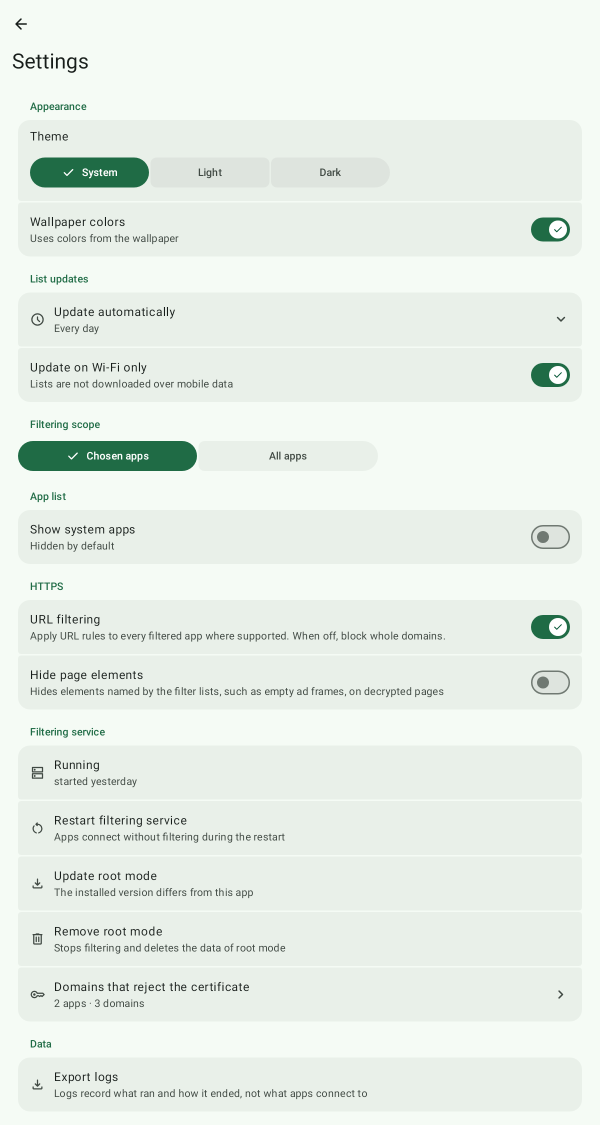 Settings
Appearance
Theme
System
Light
Dark
Wallpaper colors
Uses colors from the wallpaper
List updates
Update automatically
Every day
Update on Wi-Fi only
Lists are not downloaded over mobile data
Filtering scope
Chosen apps
All apps
App list
Show system apps
Hidden by default
HTTPS
URL filtering
Apply URL rules to every filtered app where supported. When off, block whole domains.
Hide page elements
Hides elements named by the filter lists, such as empty ad frames, on decrypted pages
Filtering service
Running
started yesterday
Restart filtering service
Apps connect without filtering during the restart
Update root mode
The installed version differs from this app
Remove root mode
Stops filtering and deletes the data of root mode
Domains that reject the certificate
2 apps · 3 domains
Data
Export logs
Logs record what ran and how it ended, not what apps connect to